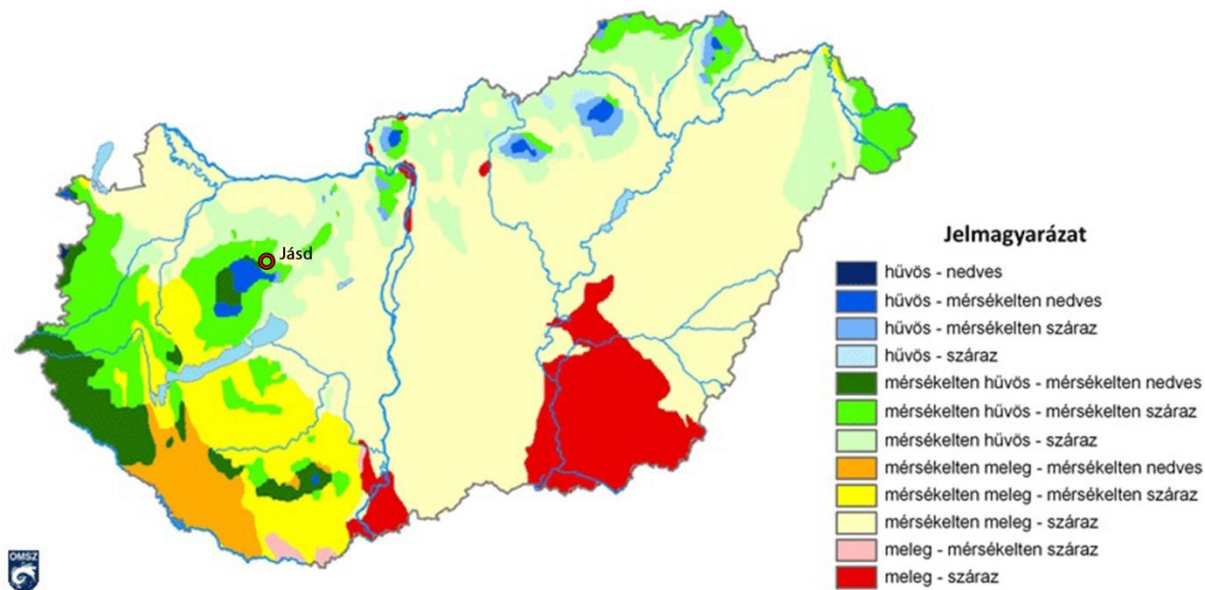 Jásd
Jelmagyarázat
hűvös - nedves
hűvös - mérsékelten nedves
hűvös - mérsékelten száraz
hűvös - száraz
mérsékelten hűvös - mérsékelten nedves
mérsékelten hűvös - mérsékelten száraz
mérsékelten hűvös - száraz
mérsékelten meleg - mérsékelten nedves
mérsékelten meleg - mérsékelten száraz
mérsékelten meleg - száraz
meleg - mérsékelten száraz
meleg - száraz
OMSZ